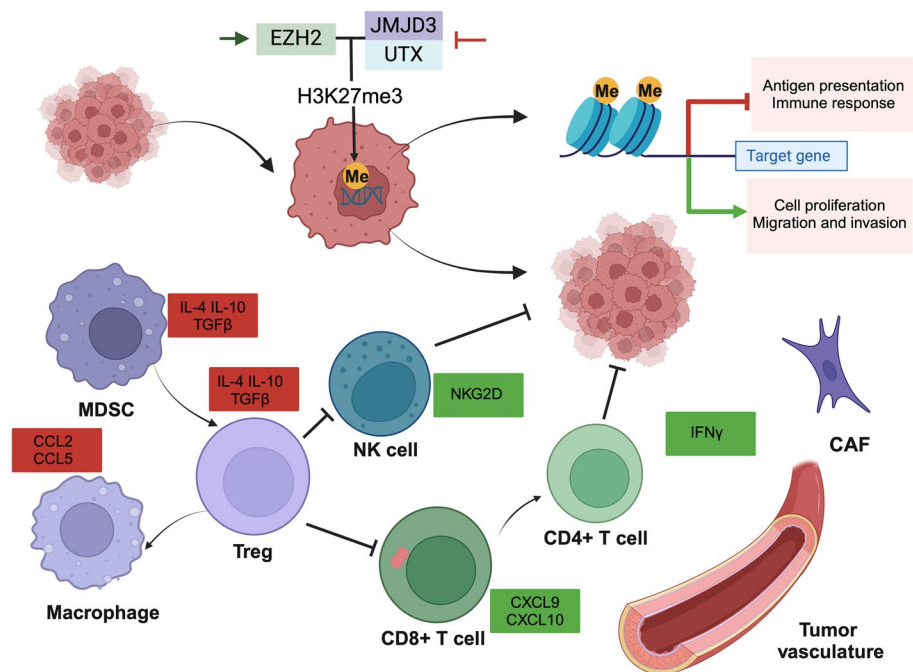 EZH2
JMJD3
UTX
H3K27me3
Me
Me
Me
Antigen presentation
Immune response
Target gene
Cell proliferation
Migration and invasion
IL-4 IL-10
TGFβ
MDSC
IL-4 IL-10
TGFβ
NKG2D
NK cell
CCL2
CCL5
IFNγ
CAF
Treg
CD4+ T cell
Macrophage
CXCL9
CXCL10
CD8+ T cell
Tumor
vasculature